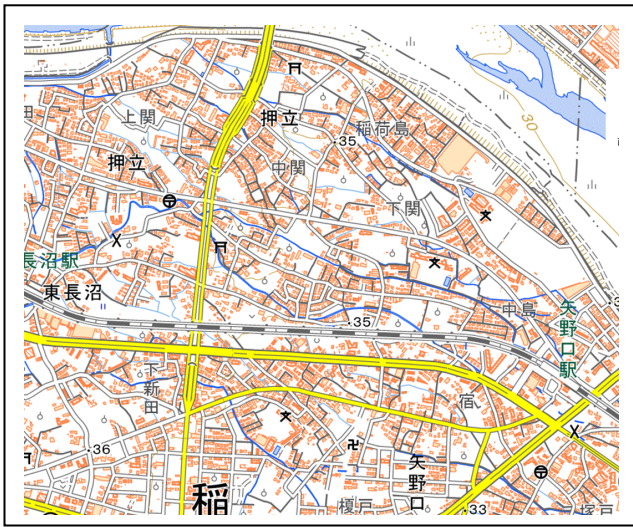 上関
押立
・35
稲荷島
押立
中関
30
下関
長沼駅
東長沼
中島
矢野口駅
・35
下新田
宿
・36
矢野口
稲
榎戸
・33